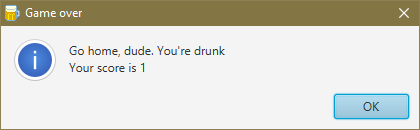 Game over
Go home, dude. You're drunk
Your score is 1
OK